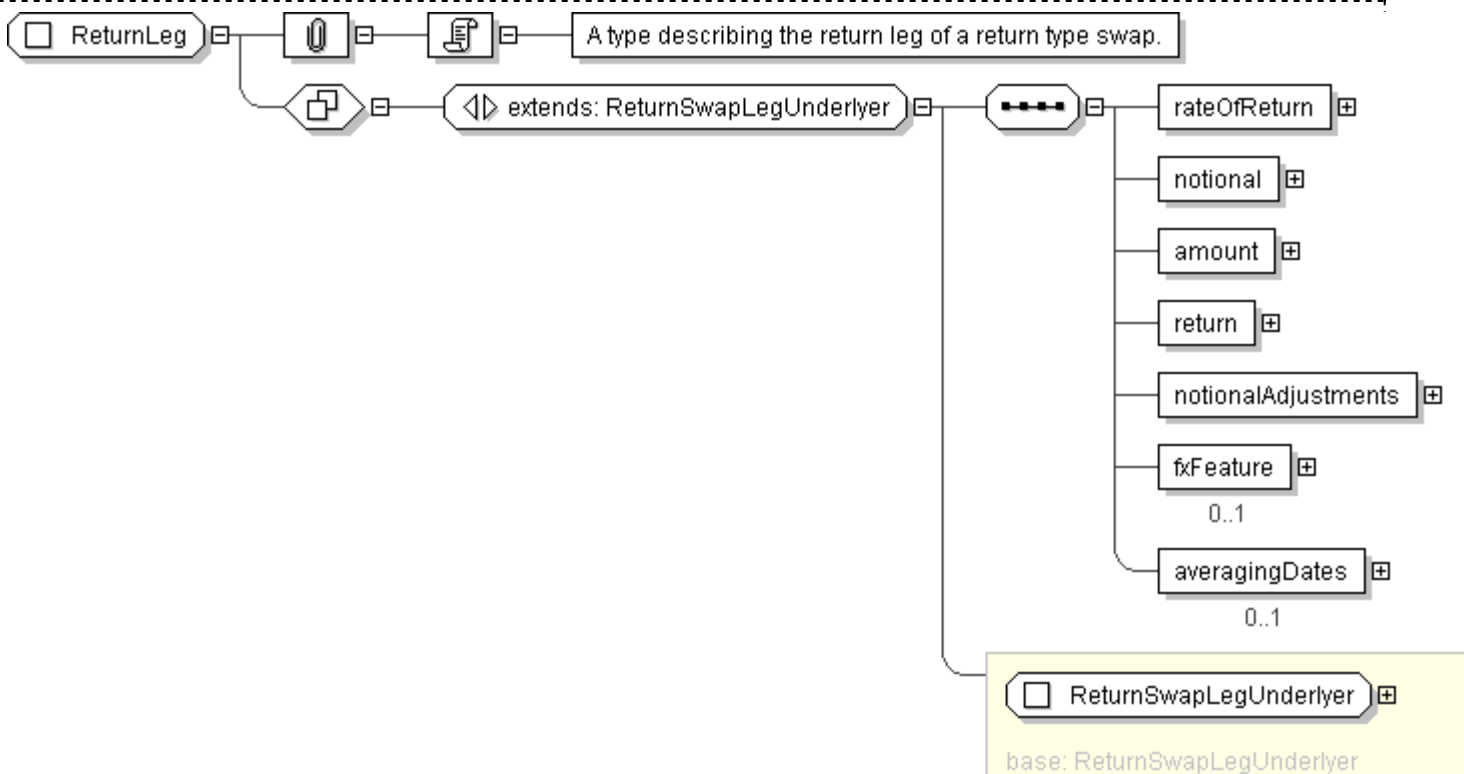 ReturnLeg
A type describing the return leg of a return type swap.
extends: ReturnSwapLegUnderlyer
rateOfReturn
notional
amount
return
notionalAdjustments
fxFeature
0..1
averagingDates
0..1
ReturnSwapLegUnderlyer
base: ReturnSwapLegUnderlyer